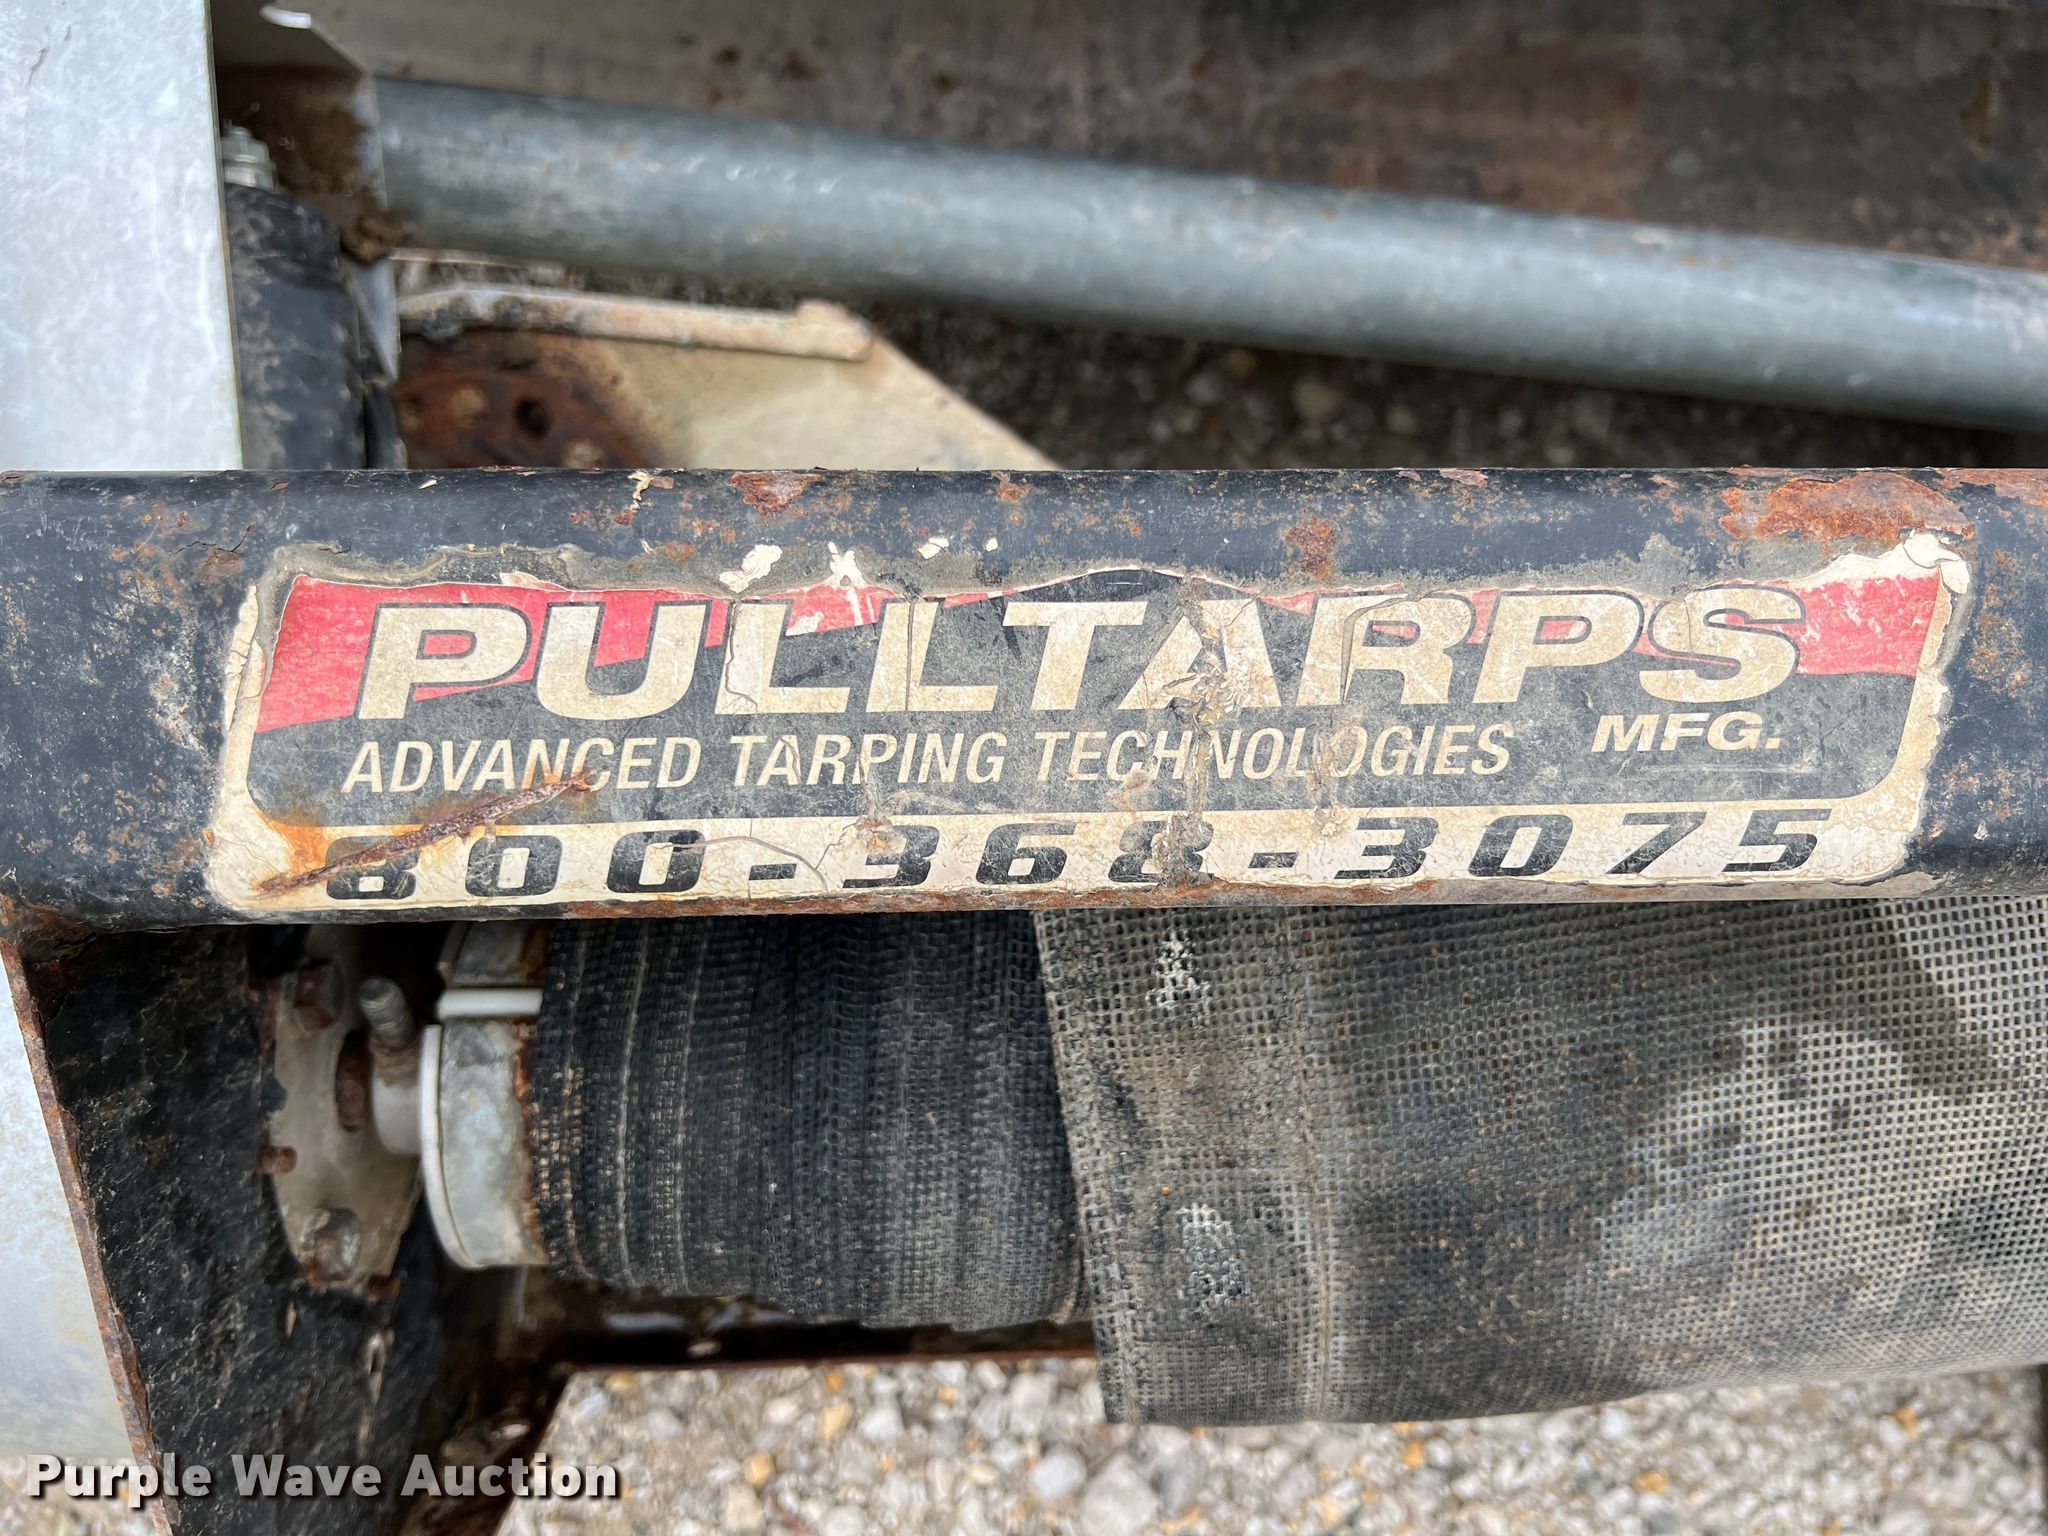 PULLTARPS
MFG.
ADVANCED TARPING TECHNOLOGIES
800-368-3075
Purple Wave Auction